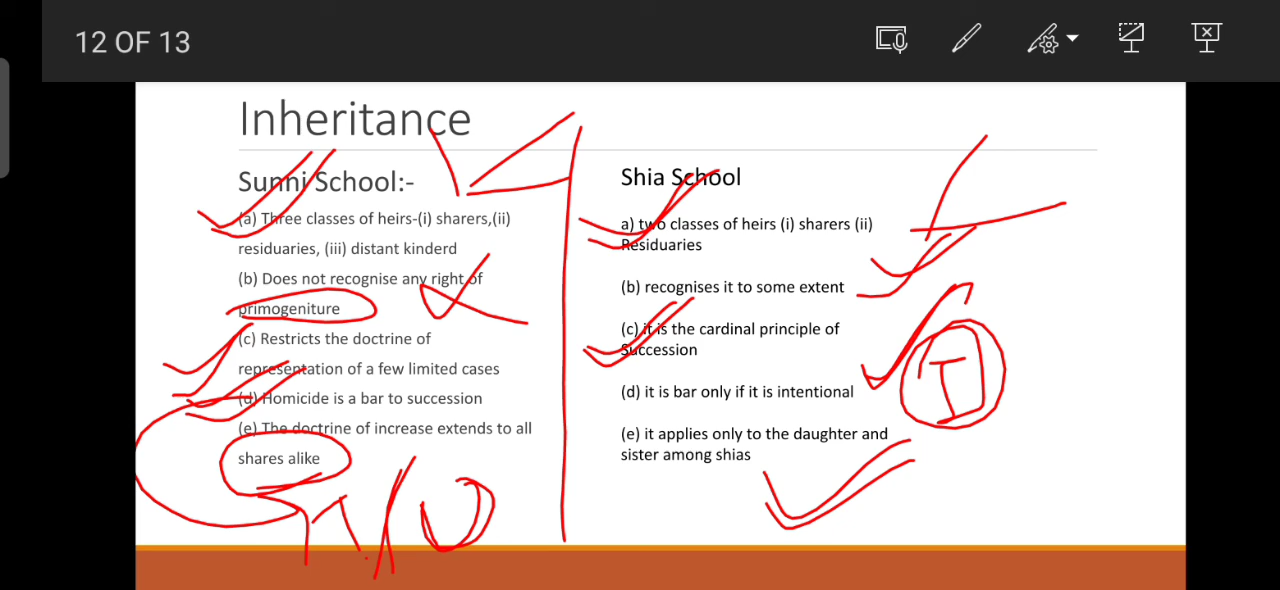 12 OF 13
Inheritance
Sunni School:-
(a) Three classes of heirs-(i) sharers,(ii)
residuaries, (iii) distant kinderd
(b) Does not recognise any right of
primogeniture
(c) Restricts the doctrine of
representation of a few limited cases
(d) Homicide is a bar to succession
(e) The doctrine of increase extends to all
shares alike
Shia School
a) two classes of heirs (i) sharers (ii)
Residuaries
(b) recognises it to some extent
(c) it is the cardinal principle of
Succession
(d) it is bar only if it is intentional
(e) it applies only to the daughter and
sister among shias
I